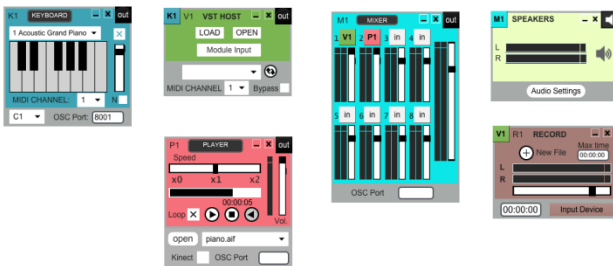 K1 KEYBOARD – X out
1 Acoustic Grand Piano
X
MIDI CHANNEL: 1 N
C1 OSC Port: 8001
K1 V1 VST HOST – X out
LOAD OPEN
Module Input
MIDI CHANNEL 1 Bypass
P1 PLAYER – X out
Speed
x0 x1 x2
00:00:05
Loop X Vol.
open piano.aif
Kinect OSC Port
M1 MIXER – X out
1 V1 2 P1 3 in 4 in
5 in 6 in 7 in 8 in
OSC Port
M1 SPEAKERS – X
L
R
Audio Settings
V1 R1 RECORD – X
New File Max time
00:00:00
L
R
00:00:00 Input Device